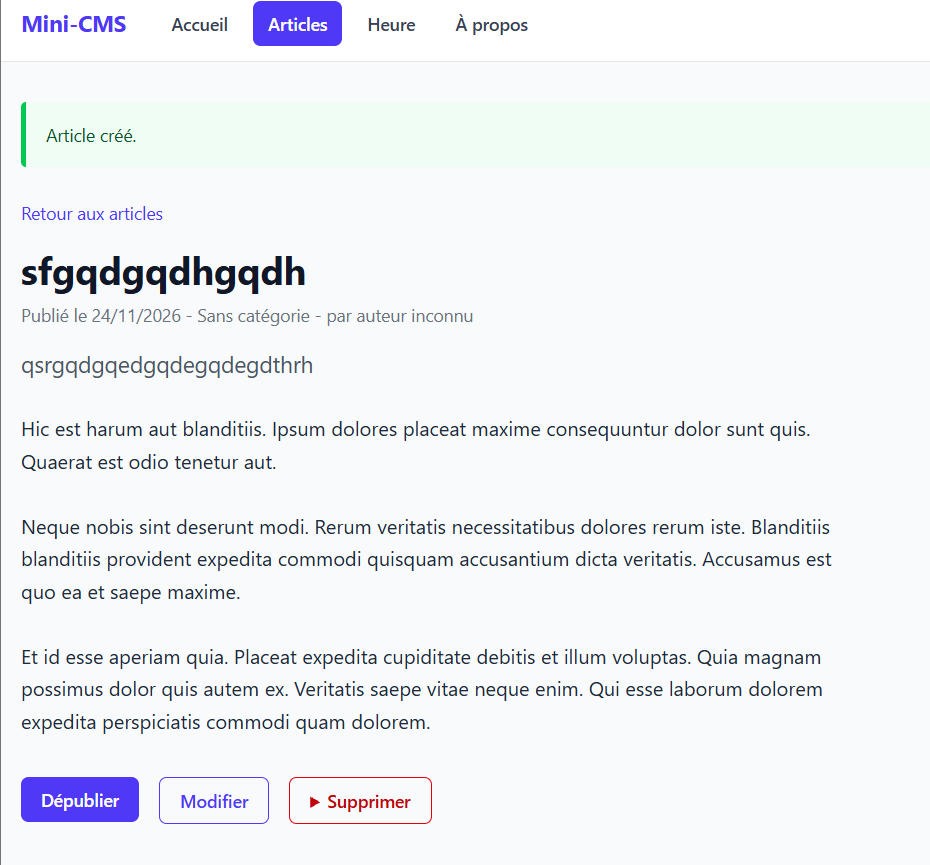 Mini-CMS Accueil Articles Heure À propos
Article créé.
Retour aux articles
sfgqdgqdhgqdh
Publié le 24/11/2026 - Sans catégorie - par auteur inconnu
qsrgqdgqedgqdegqdegdthrh
Hic est harum aut blanditiis. Ipsum dolores placeat maxime consequuntur dolor sunt quis.
Quaerat est odio tenetur aut.
Neque nobis sint deserunt modi. Rerum veritatis necessitatibus dolores rerum iste. Blanditiis
blanditiis provident expedita commodi quisquam accusantium dicta veritatis. Accusamus est
quo ea et saepe maxime.
Et id esse aperiam quia. Placeat expedita cupiditate debitis et illum voluptas. Quia magnam
possimus dolor quis autem ex. Veritatis saepe vitae neque enim. Qui esse laborum dolorem
expedita perspiciatis commodi quam dolorem.
Dépublier Modifier Supprimer